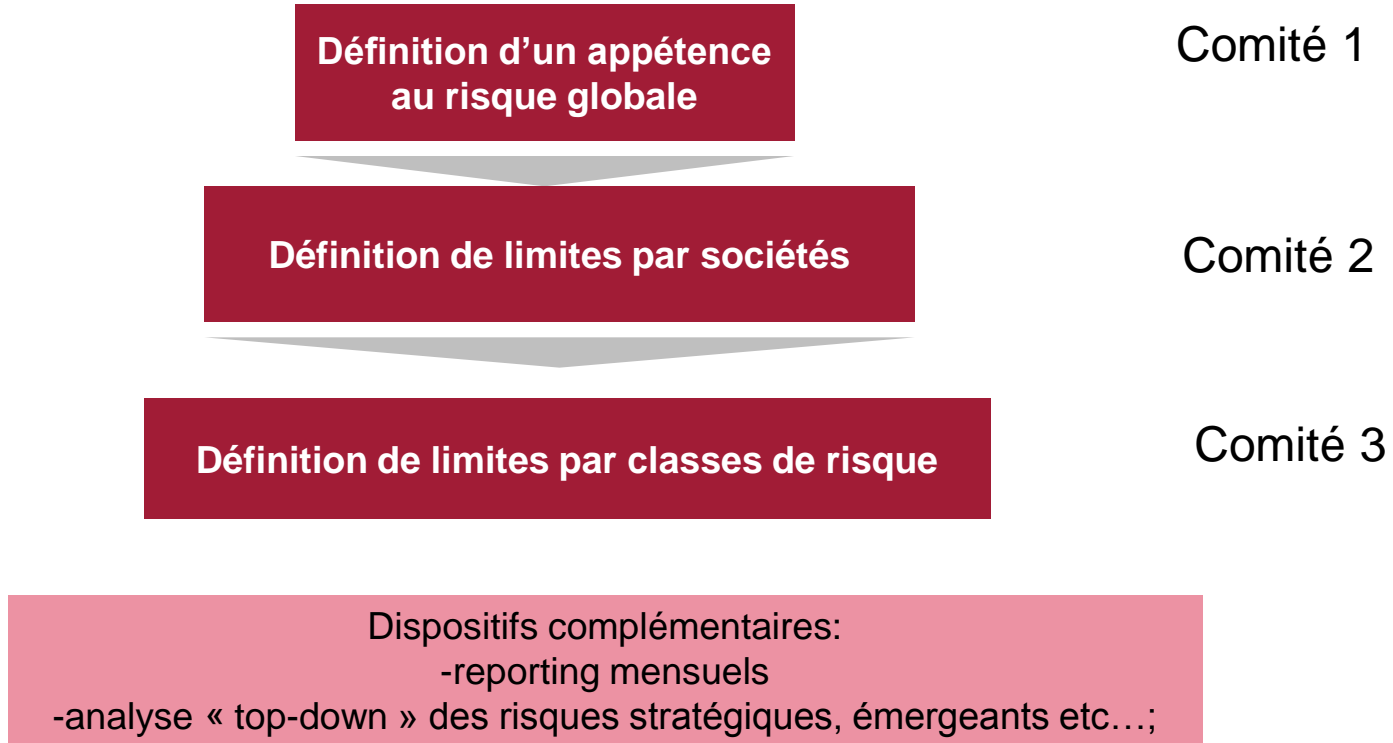 Définition d’un appétence
au risque globale
Comité 1
Définition de limites par sociétés
Comité 2
Définition de limites par classes de risque
Comité 3
Dispositifs complémentaires:
-reporting mensuels
-analyse « top-down » des risques stratégiques, émergeants etc…;